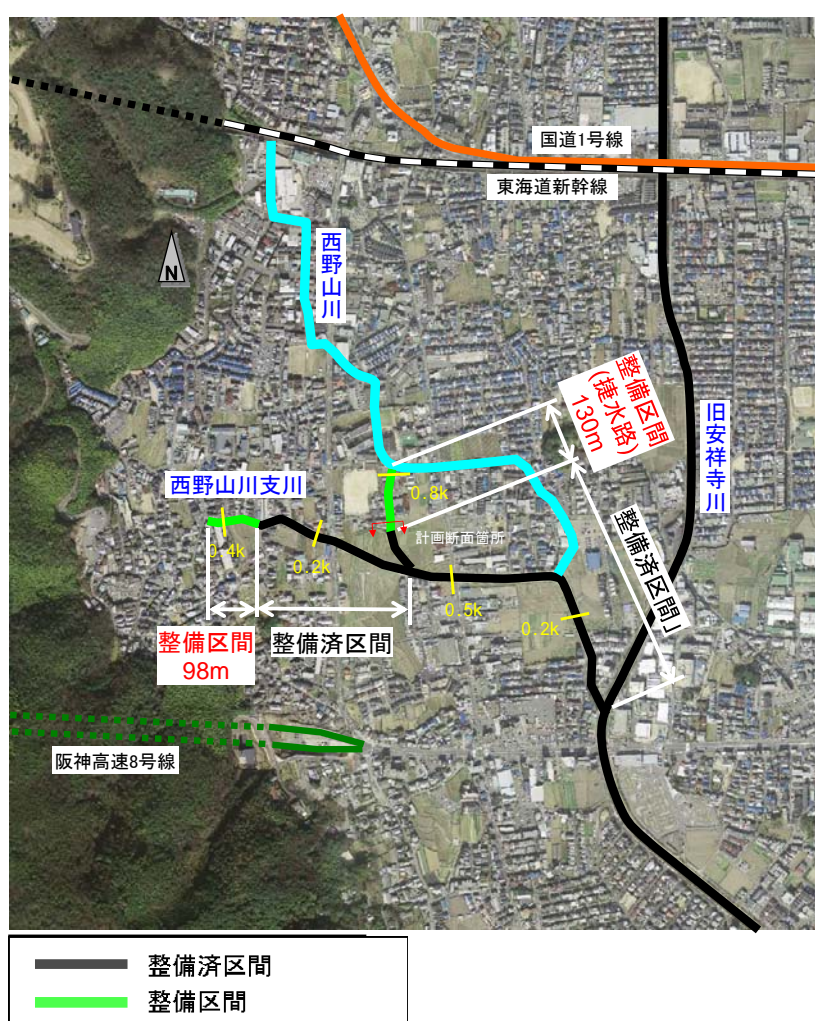 国道1号線
東海道新幹線
西野山川
N
整備区間
(捷水路)
130m
旧安祥寺川
西野山川支川
0.8k
計画断面箇所
0.4k
0.2k
整備済区間」
0.5k
0.2k
整備区間
98m
整備済区間
阪神高速8号線
整備済区間
整備区間